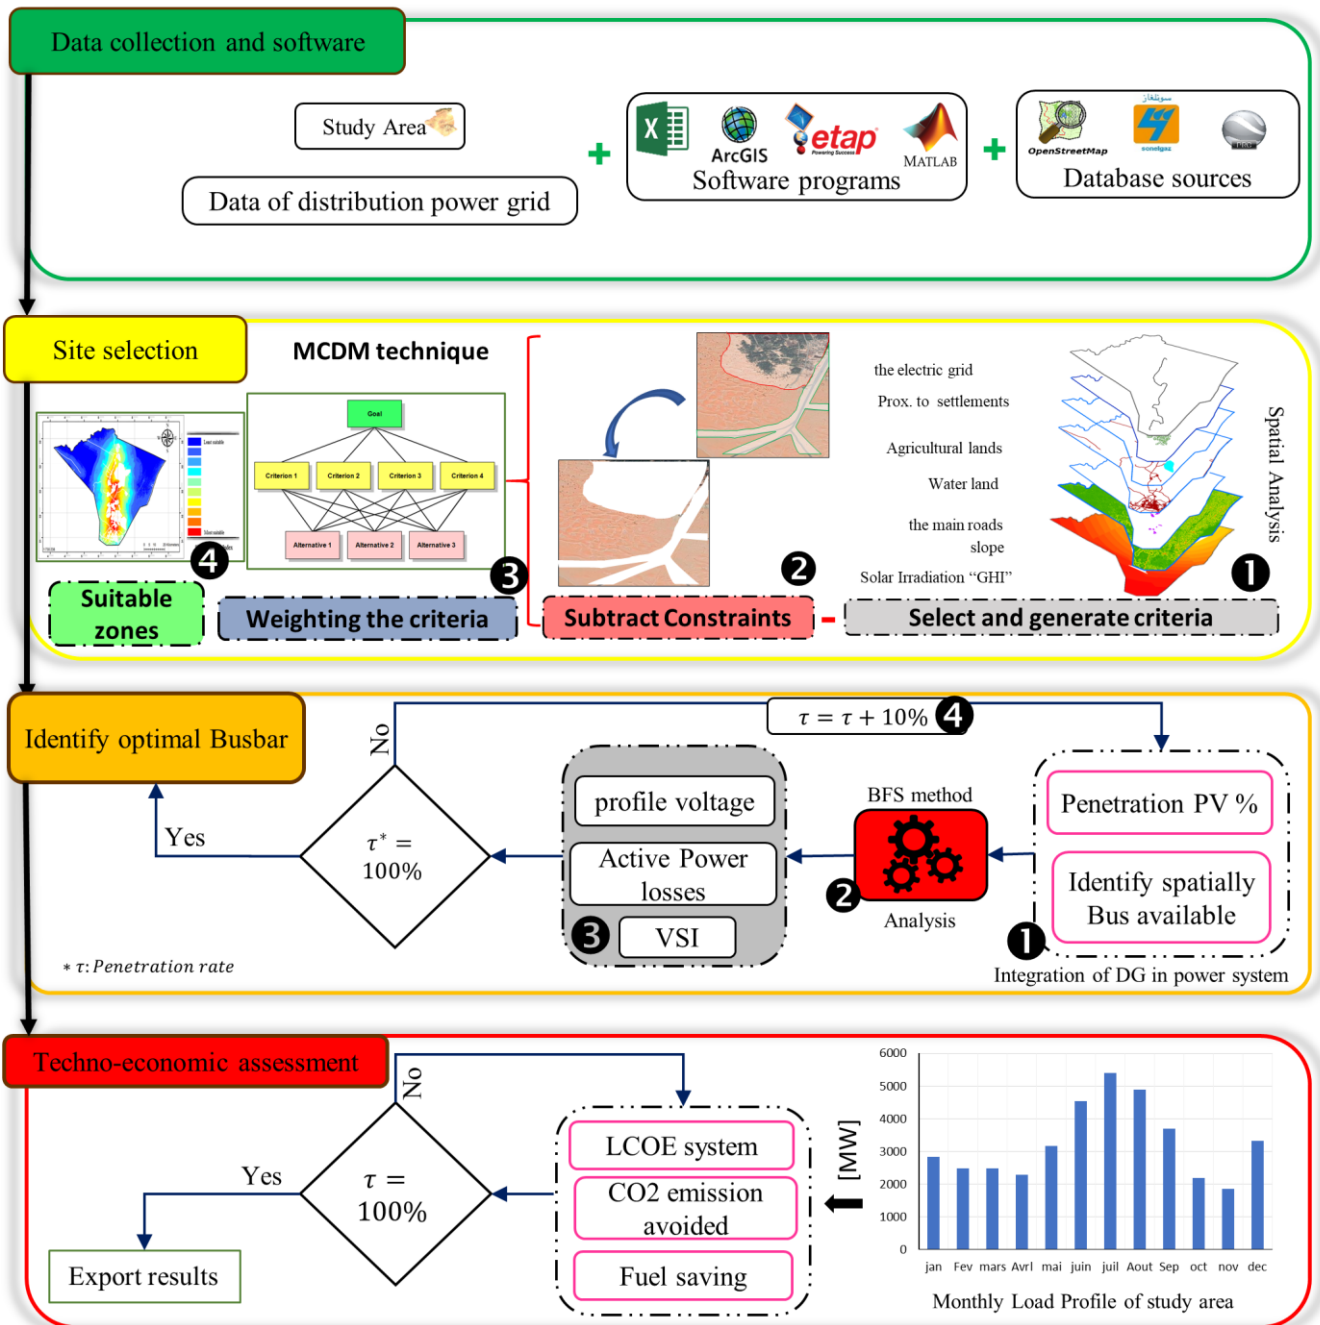 Data collection and software
Study Area
Data of distribution power grid
+
X
ArcGIS
etap®
Powering Success®
MATLAB
Software programs
+
OpenStreetMap
سونلغاز
sonelgaz
Database sources
Site selection
MCDM technique
Goal
Criterion 1
Criterion 2
Criterion 3
Criterion 4
Alternative 1
Alternative 2
Alternative 3
4
Suitable
zones
3
Weighting the criteria
2
Subtract Constraints
-
the electric grid
Prox. to settlements
Agricultural lands
Water land
the main roads
slope
Solar Irradiation “GHI”
Spatial Analysis
1
Select and generate criteria
Identify optimal Busbar
No
τ = τ + 10% 4
Yes
τ* =
100%
profile voltage
Active Power
losses
3
VSI
BFS method
2
Analysis
Penetration PV %
Identify spatially
Bus available
1
Integration of DG in power system
* τ: Penetration rate
Techno-economic assessment
No
Yes
τ =
100%
Export results
LCOE system
CO2 emission
avoided
Fuel saving
[MW]
6000
5000
4000
3000
2000
1000
0
jan Fev mars Avrl mai juin juil Aout Sep oct nov dec
Monthly Load Profile of study area